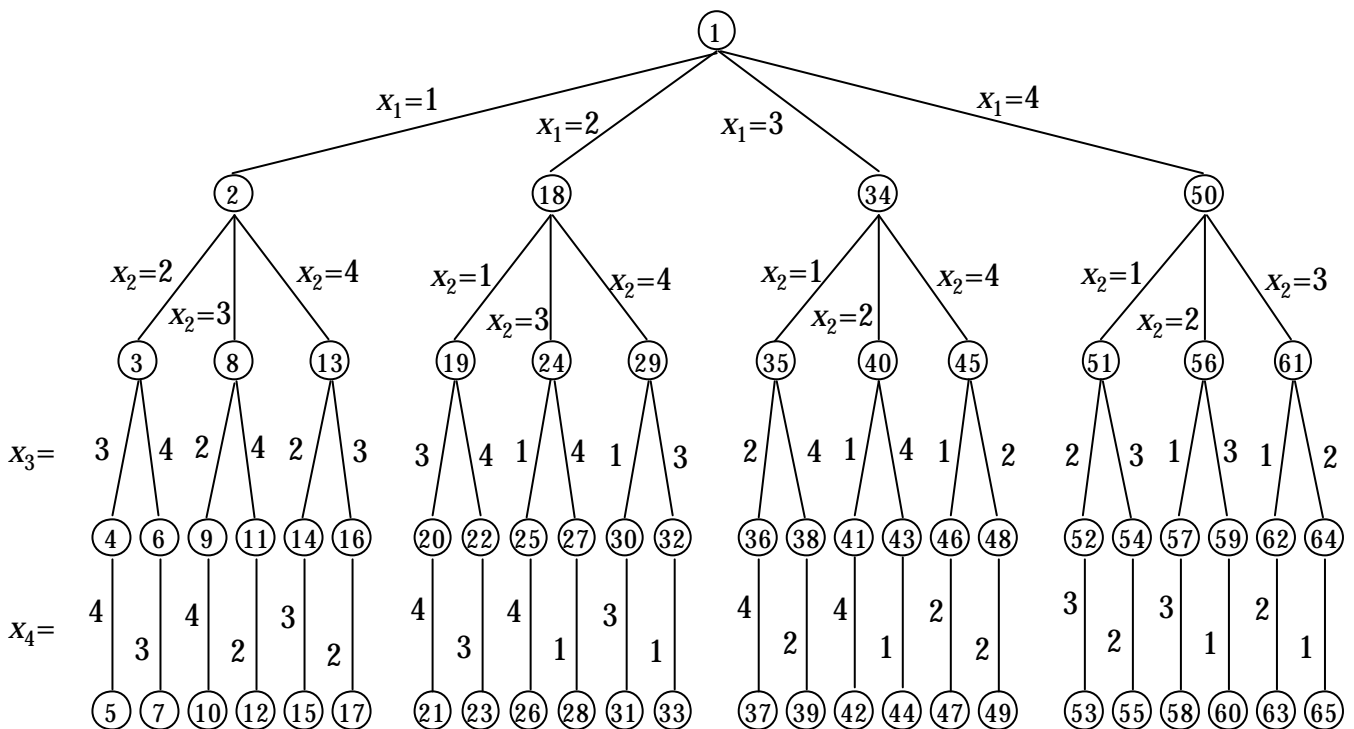 1
x1=1 x1=2 x1=3 x1=4
2 18 34 50
x2=2 x2=3 x2=4 x2=1 x2=3 x2=4 x2=1 x2=2 x2=4 x2=1 x2=2 x2=3
3 8 13 19 24 29 35 40 45 51 56 61
x3= 3 4 2 4 2 3 3 4 1 4 1 3 2 4 1 4 1 2 2 3 1 3 1 2
4 6 9 11 14 16 20 22 25 27 30 32 36 38 41 43 46 48 52 54 57 59 62 64
x4= 4 3 4 2 3 2 4 3 4 1 3 1 4 2 4 1 2 2 3 2 3 1 2 1
5 7 10 12 15 17 21 23 26 28 31 33 37 39 42 44 47 49 53 55 58 60 63 65